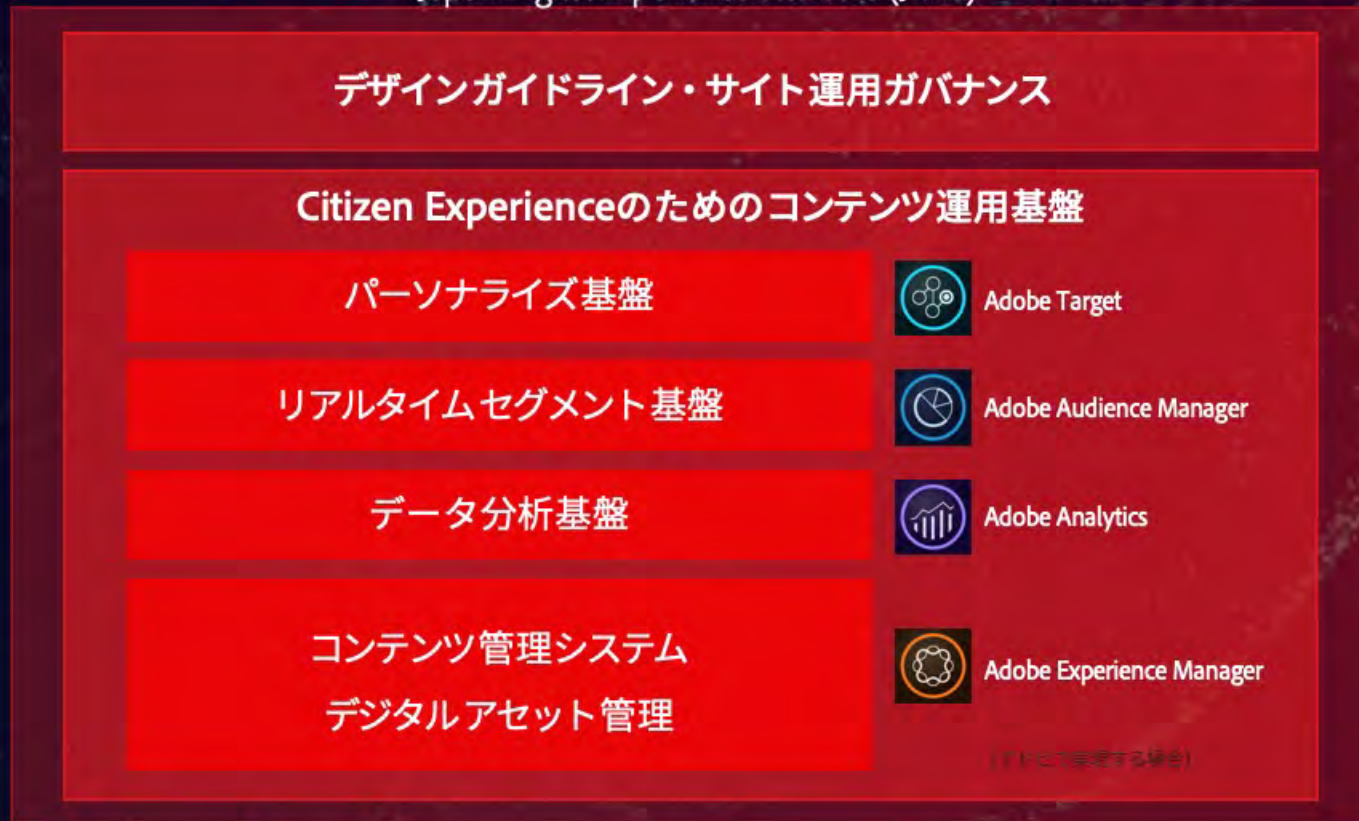 デザインガイドライン・サイト運用ガバナンス
Citizen Experienceのためのコンテンツ運用基盤
パーソナライズ基盤
Adobe Target
リアルタイムセグメント基盤
Adobe Audience Manager
データ分析基盤
Adobe Analytics
コンテンツ管理システム
デジタルアセット管理
Adobe Experience Manager